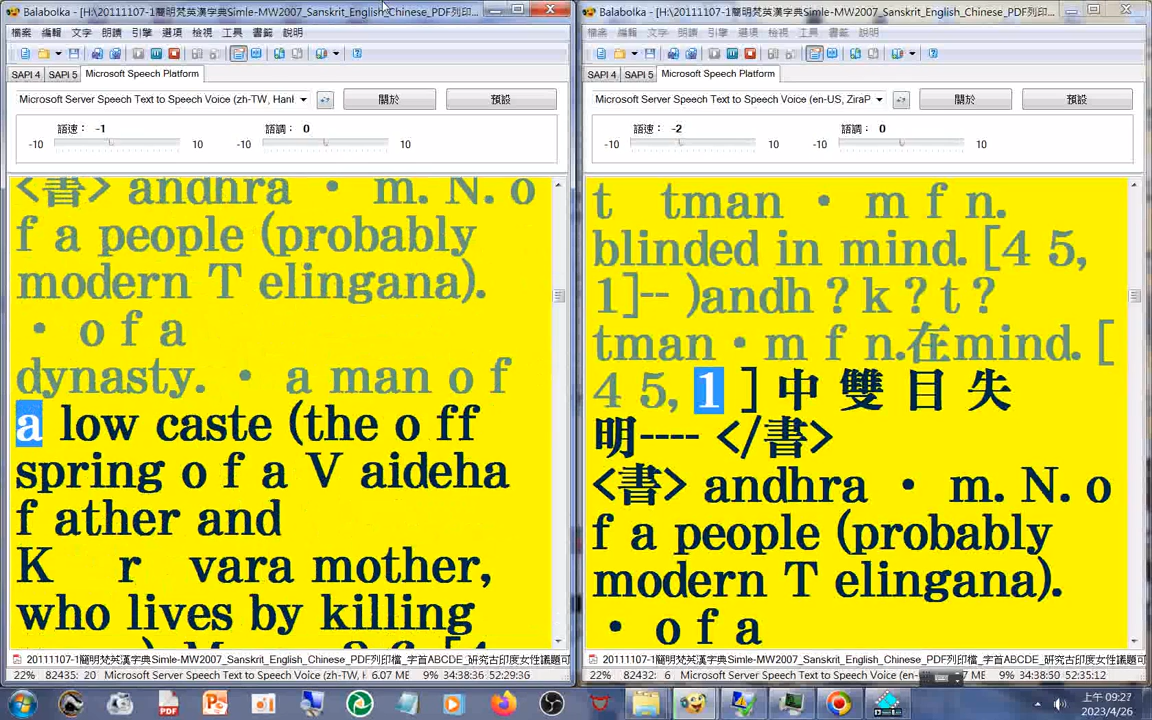 Balabolka - [H:\20111107-1簡明梵英漢字典Simle-MW2007_Sanskrit_English_Chinese_PDF列印...
檔案 編輯 文字 朗讀 引擎 選項 檢視 工具 書籤 說明
SAPI 4 SAPI 5 Microsoft Speech Platform
Microsoft Server Speech Text to Speech Voice (zh-TW, Hanl
關於 預設
語速: -1 語調: 0
-10 10 -10 10
<書> andhra • m. N. o
f a people (probably
modern T elingana).
• o f a
dynasty. • a man o f
a low caste (the o ff
spring o f a V aideha
f ather and
K r vara mother,
who lives by killing
20111107-1簡明梵英漢字典Simle-MW2007_Sanskrit_English_Chinese_PDF列印檔_字首ABCDE_研究古印度女性議題可
22% 82435: 20 Microsoft Server Speech Text to Speech Voice (zh-TW, H 6.07 MB 9% 34:38:36 52:29:36
Balabolka - [H:\20111107-1簡明梵英漢字典Simle-MW2007_Sanskrit_English_Chinese_PDF列印...
檔案 編輯 文字 朗讀 引擎 選項 檢視 工具 書籤 說明
SAPI 4 SAPI 5 Microsoft Speech Platform
Microsoft Server Speech Text to Speech Voice (en-US, ZiraP
關於 預設
語速: -2 語調: 0
-10 10 -10 10
t tman • m f n.
blinded in mind. [4 5,
1]-- )andh ? k ? t ?
tman • m f n.在mind. [
4 5, 1 ] 中 雙 目 失
明---- </書>
<書> andhra • m. N. o
f a people (probably
modern T elingana).
• o f a
20111107-1簡明梵英漢字典Simle-MW2007_Sanskrit_English_Chinese_PDF列印檔_字首ABCDE_研究古印度女性議題可
22% 82432: 6 Microsoft Server Speech Text to Speech Voice (en-US, 9% 34:38:50 52:35:12
上午 09:27
2023/4/26